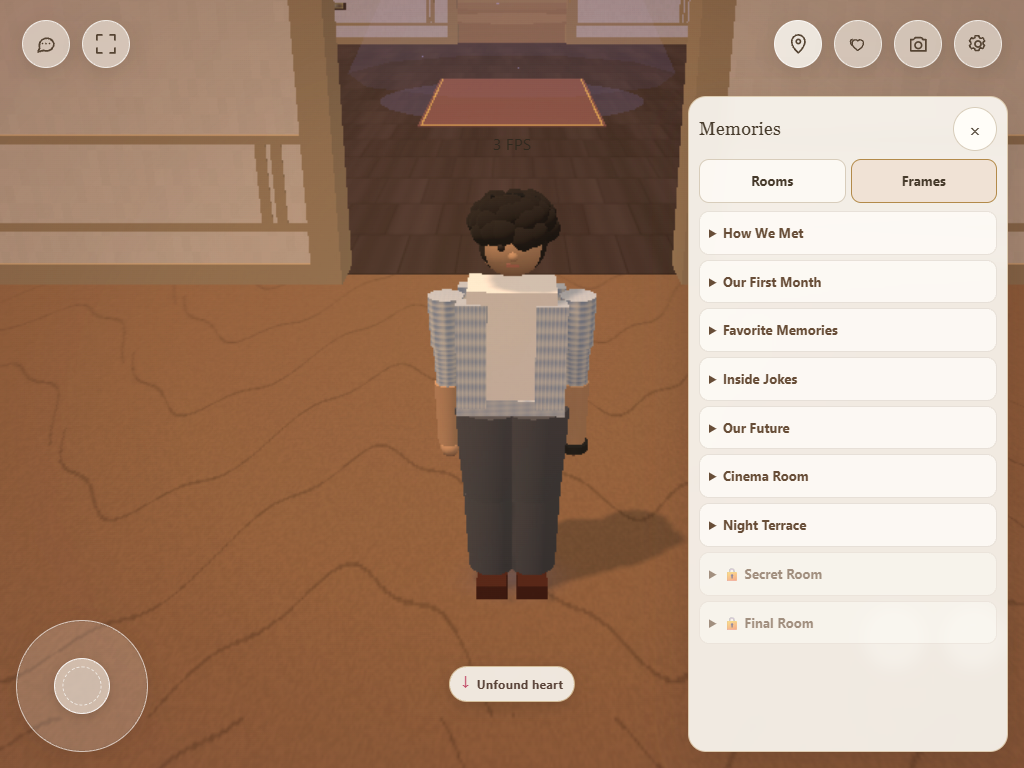 Memories
×
Rooms
Frames
3 FPS
How We Met
Our First Month
Favorite Memories
Inside Jokes
Our Future
Cinema Room
Night Terrace
Secret Room
Final Room
Unfound heart